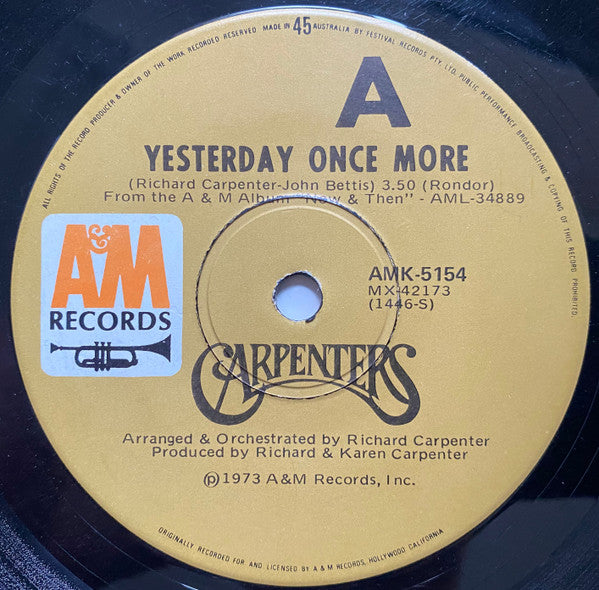 ALL RIGHTS OF THE RECORD PRODUCER & OWNER OF THE WORK RECORDED RESERVED MADE IN 45 AUSTRALIA BY FESTIVAL RECORDS PTY. LTD. PUBLIC PERFORMANCE BROADCASTING & COPYING OF THIS RECORD PROHIBITED.
A
YESTERDAY ONCE MORE
(Richard Carpenter-John Bettis) 3.50 (Rondor)
From the A & M Album "Now & Then" - AML-34889
A&M
RECORDS
AMK-5154
MX-42173
(1446-S)
CARPENTERS
Arranged & Orchestrated by Richard Carpenter
Produced by Richard & Karen Carpenter
℗1973 A&M Records, Inc.
ORIGINALLY RECORDED FOR AND LICENSED BY A & M RECORDS, HOLLYWOOD CALIFORNIA